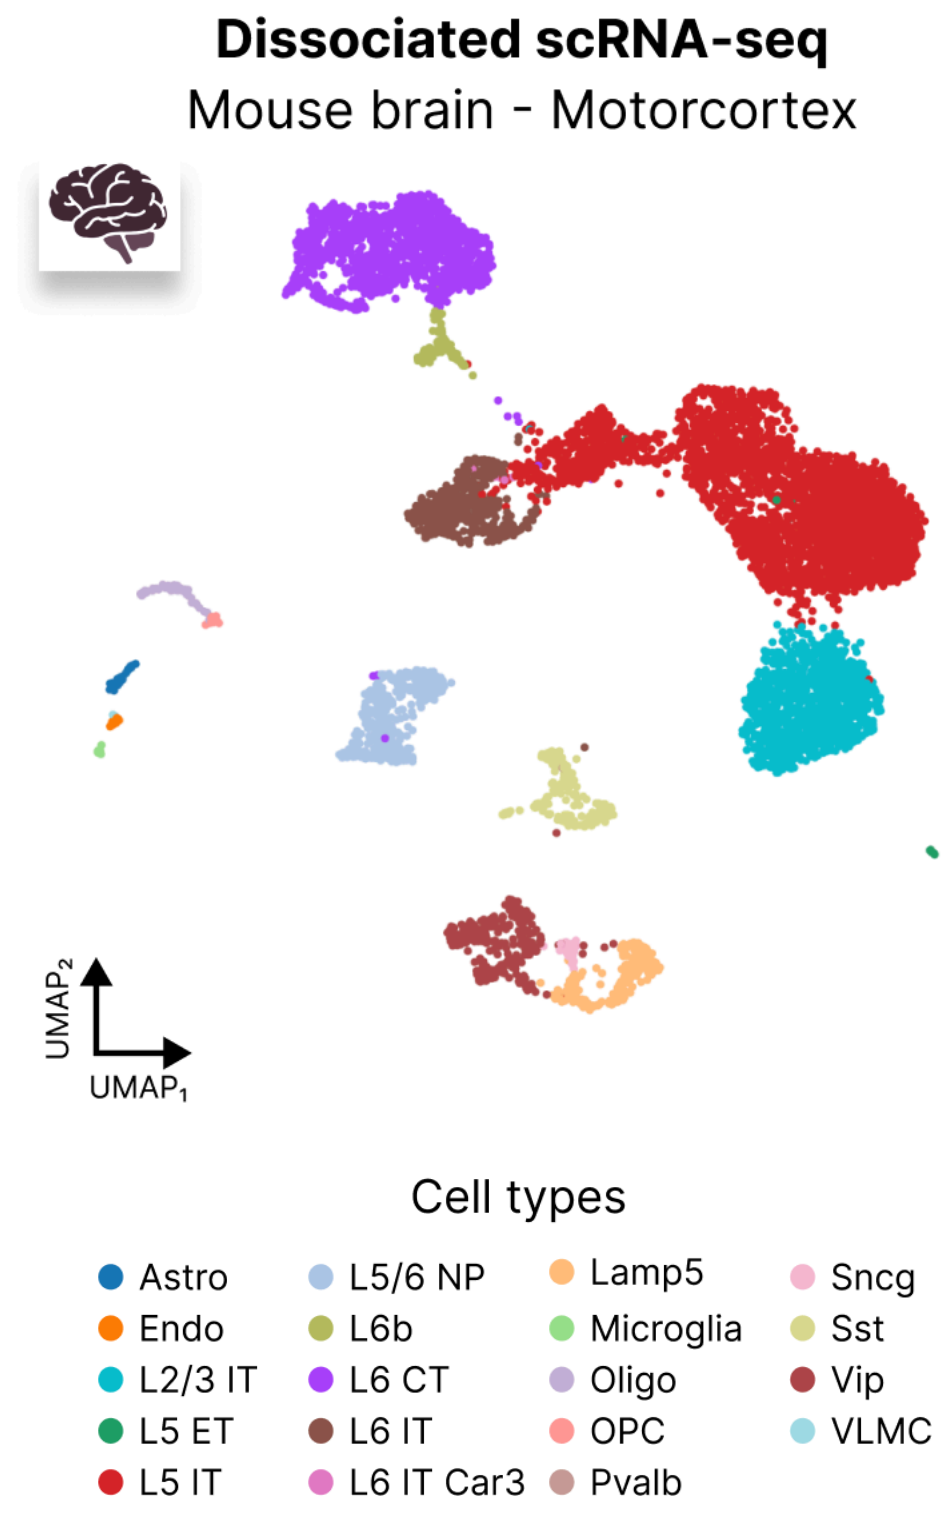 Dissociated scRNA-seq
Mouse brain - Motorcortex
UMAP₂
UMAP₁
Cell types
Astro
Endo
L2/3 IT
L5 ET
L5 IT
L5/6 NP
L6b
L6 CT
L6 IT
L6 IT Car3
Lamp5
Microglia
Oligo
OPC
Pvalb
Sncg
Sst
Vip
VLMC